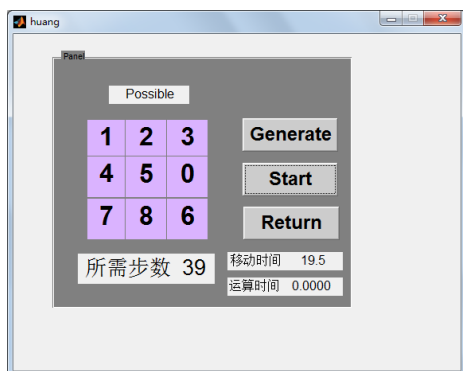 huang
Panel
Possible
1 2 3
4 5 0
7 8 6
Generate
Start
Return
所需步数 39
移动时间 19.5
运算时间 0.0000